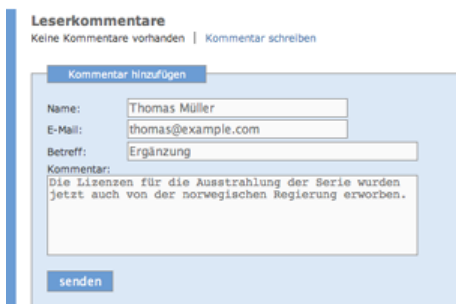 Leserkommentare
Keine Kommentare vorhanden | Kommentar schreiben
Kommentar hinzufügen
Name: Thomas Müller
E-Mail: thomas@example.com
Betreff: Ergänzung
Kommentar:
Die Lizenzen für die Ausstrahlung der Serie wurden
jetzt auch von der norwegischen Regierung erworben.
senden